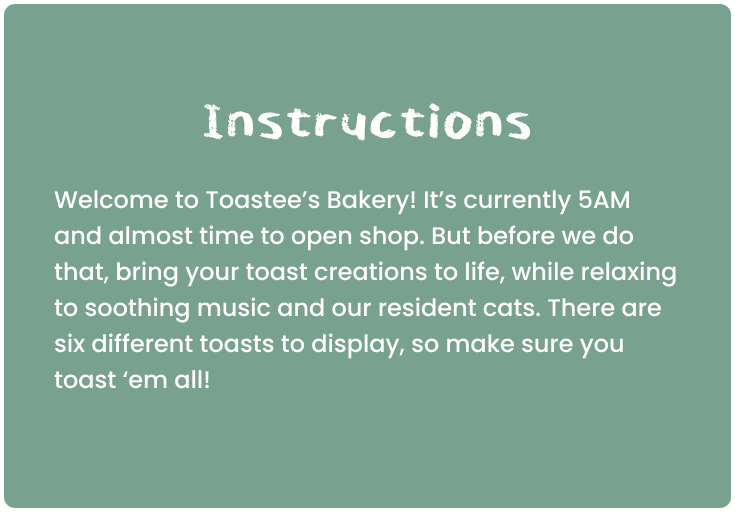 Instructions
Welcome to Toastee’s Bakery! It’s currently 5AM
and almost time to open shop. But before we do
that, bring your toast creations to life, while relaxing
to soothing music and our resident cats. There are
six different toasts to display, so make sure you
toast ‘em all!